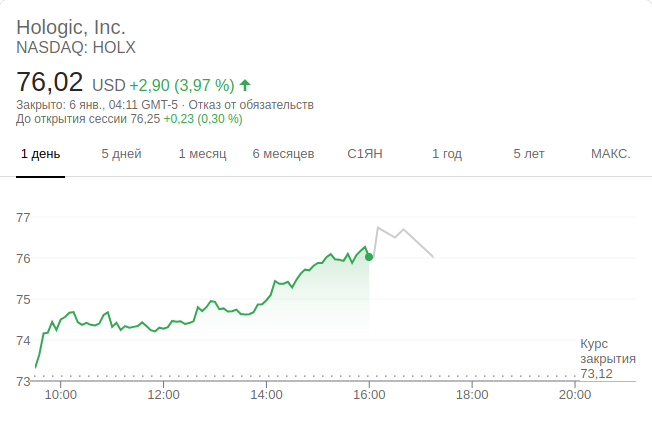 Hologic, Inc.
NASDAQ: HOLX
76,02 USD +2,90 (3,97 %)
Закрыто: 6 янв., 04:11 GMT-5 · Отказ от обязательств
До открытия сессии 76,25 +0,23 (0,30 %)
1 день 5 дней 1 месяц 6 месяцев С1ЯН 1 год 5 лет МАКС.
77
76
75
74
73
Курс
закрытия
73,12
10:00 12:00 14:00 16:00 18:00 20:00